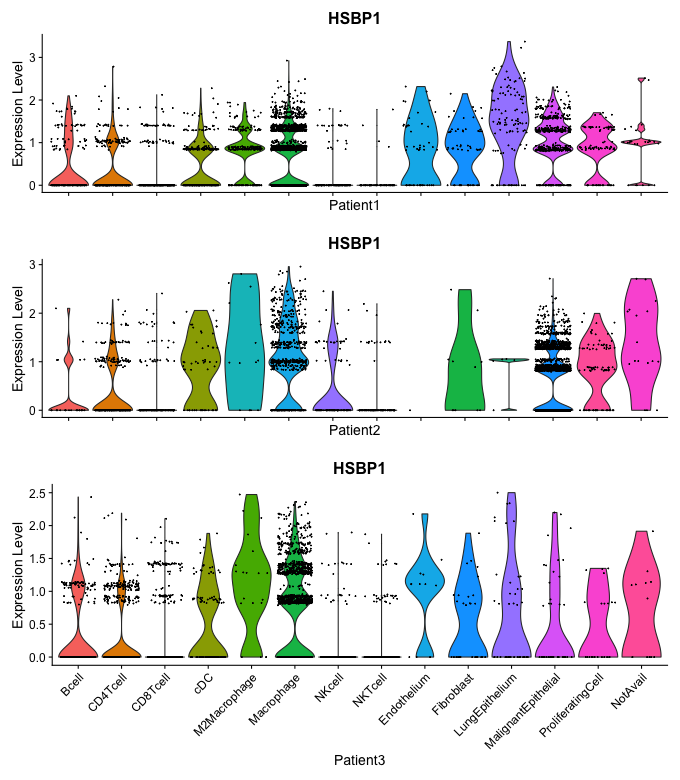 HSBP1
Expression Level
3
2
1
0
Patient1
HSBP1
Expression Level
3
2
1
0
Patient2
HSBP1
Expression Level
2.5
2.0
1.5
1.0
0.5
0.0
Bcell
CD4Tcell
CD8Tcell
cDC
M2Macrophage
Macrophage
NKcell
NKTcell
Endothelium
Fibroblast
LungEpithelium
MalignantEpithelial
ProliferatingCell
NotAvail
Patient3